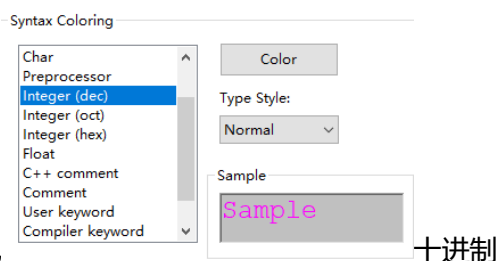 Syntax Coloring
Char
Preprocessor
Integer (dec)
Integer (oct)
Integer (hex)
Float
C++ comment
Comment
User keyword
Compiler keyword
Color
Type Style:
Normal
Sample
Sample
十进制